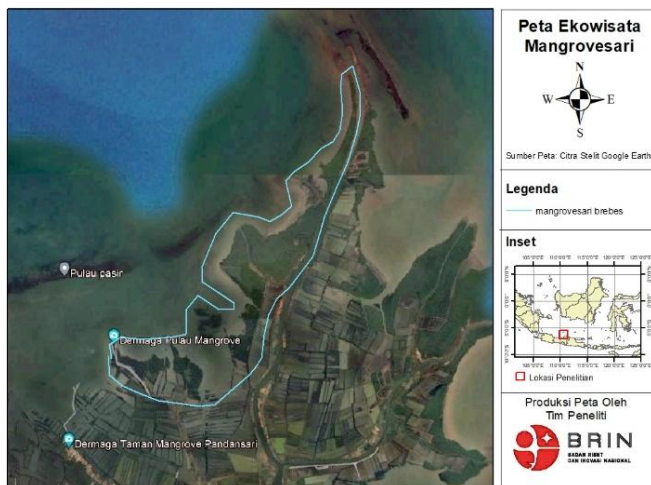 Peta Ekowisata
Mangrovesari
N
W
E
S
Sumber Peta: Citra Stelit Google Earth
Legenda
mangrovesari brebes
Inset
Lokasi Penelitian
Produksi Peta Oleh
Tim Peneliti
BRIN
BADAN RISET
DAN INOVASI NASIONAL
Pulau pasir
Dermaga Pulau Mangrove
Dermaga Taman Mangrove Pandansari